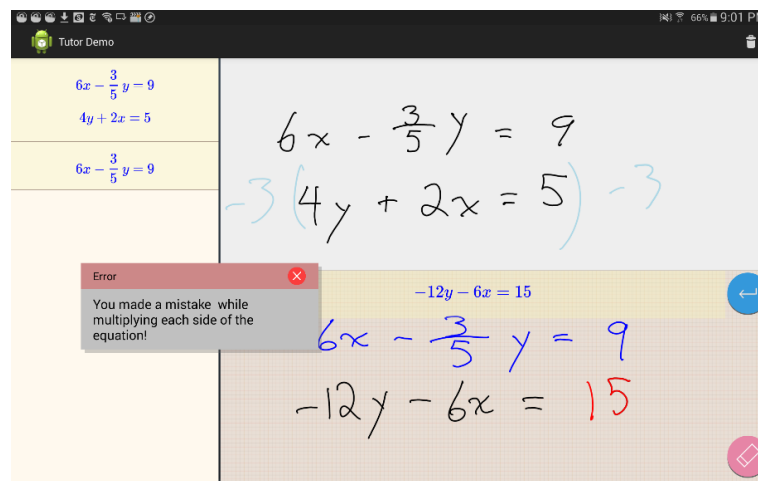 66% 9:01 P
Tutor Demo
6x - 3/5 y = 9
4y + 2x = 5
6x - 3/5 y = 9
6x - 3/5 y = 9
-3 (4y + 2x = 5) -3
Error
You made a mistake while
multiplying each side of the
equation!
-12y - 6x = 15
6x - 3/5 y = 9
-12y - 6x = 15